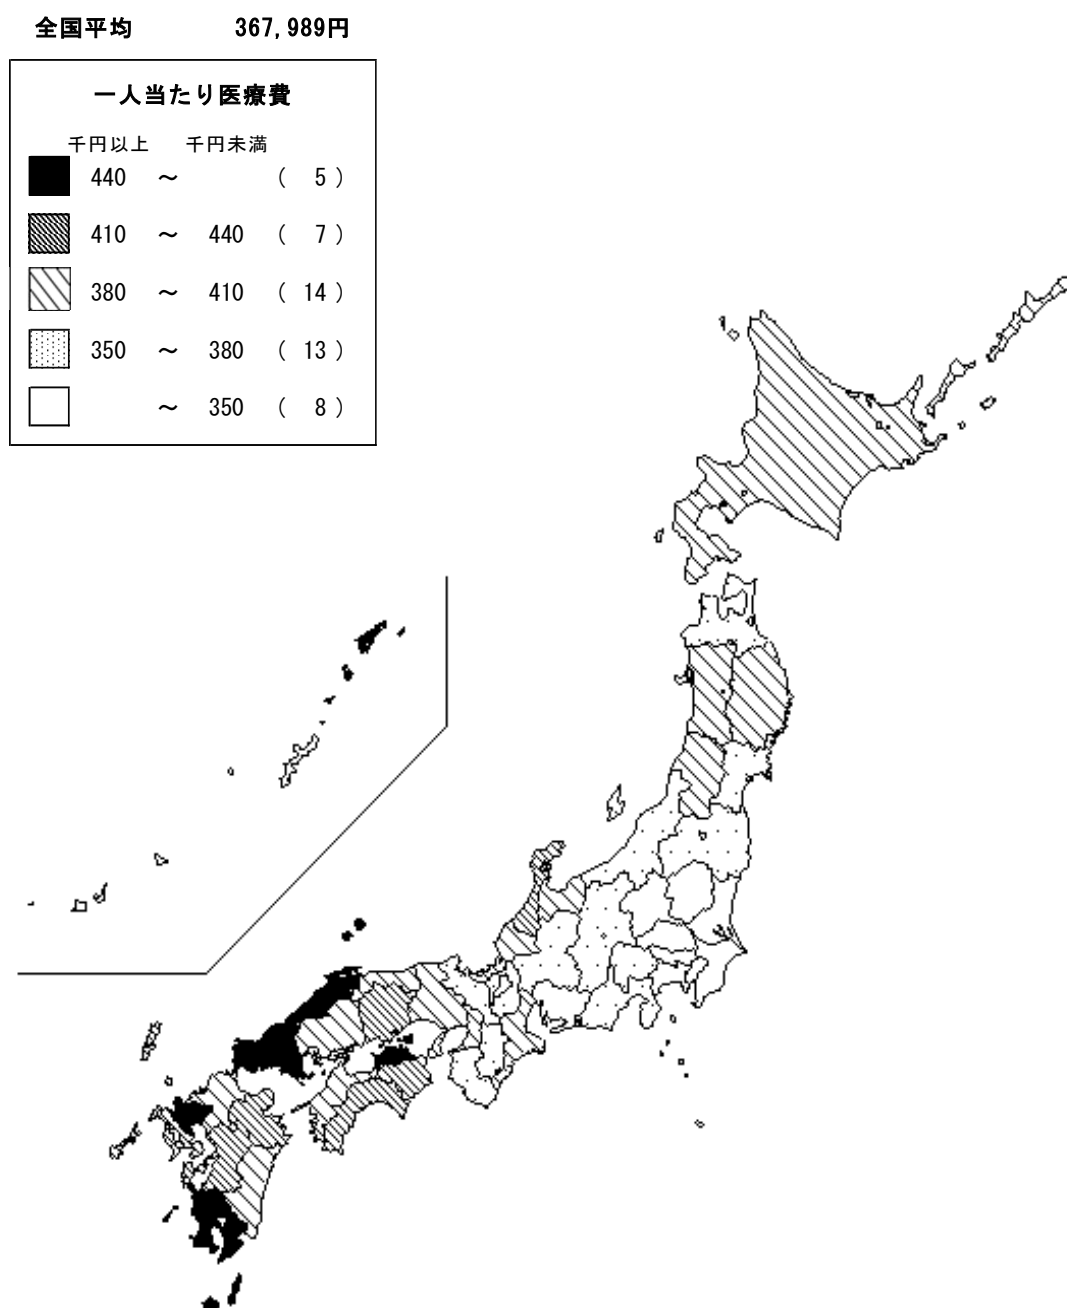 全国平均 367,989円
一人当たり医療費
千円以上 千円未満
440 ～ ( 5 )
410 ～ 440 ( 7 )
380 ～ 410 ( 14 )
350 ～ 380 ( 13 )
～ 350 ( 8 )